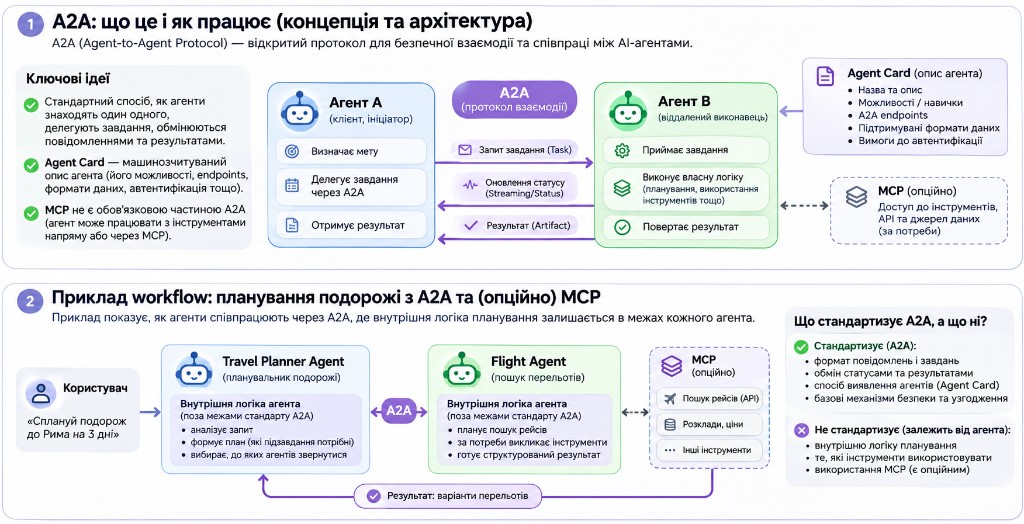 1
A2A: що це і як працює (концепція та архітектура)
A2A (Agent-to-Agent Protocol) — відкритий протокол для безпечної взаємодії та співпраці між AI-агентами.
Ключові ідеї
Стандартний спосіб, як агенти
знаходять один одного,
делегують завдання, обмінюються
повідомленнями та результатами.
Agent Card — машинозчитуваний
опис агента (його можливості, endpoints,
формати даних, автентифікація тощо).
MCP не є обов'язковою частиною A2A
(агент може працювати з інструментами
напряму або через MCP).
Агент A
(клієнт, ініціатор)
Визначає мету
Делегує завдання
через A2A
Отримує результат
A2A
(протокол взаємодії)
Запит завдання (Task)
Оновлення статусу
(Streaming/Status)
Результат (Artifact)
Агент B
(віддалений виконавець)
Приймає завдання
Виконує власну логіку
(планування, використання
інструментів тощо)
Повертає результат
Agent Card (опис агента)
• Назва та опис
• Можливості / навички
• A2A endpoints
• Підтримувані формати даних
• Вимоги до автентифікації
MCP (опційно)
Доступ до інструментів,
API та джерел даних
(за потреби)
2
Приклад workflow: планування подорожі з A2A та (опційно) MCP
Приклад показує, як агенти співпрацюють через A2A, де внутрішня логіка планування залишається в межах кожного агента.
Користувач
«Сплануй подорож
до Рима на 3 дні»
Travel Planner Agent
(планувальник подорожі)
Внутрішня логіка агента
(поза межами стандарту A2A)
• аналізує запит
• формує план (які підзавдання потрібні)
• вибирає, до яких агентів звернутися
A2A
Flight Agent
(пошук перельотів)
Внутрішня логіка агента
(поза межами стандарту A2A)
• планує пошук рейсів
• за потреби викликає інструменти
• готує структурований результат
MCP
(опційно)
Пошук рейсів (API)
Розклади, ціни
Інші інструменти
Результат: варіанти перельотів
Що стандартизує A2A, а що ні?
Стандартизує (A2A):
• формат повідомлень і завдань
• обмін статусами та результатами
• спосіб виявлення агентів (Agent Card)
• базові механізми безпеки та узгодження
Не стандартизує (залежить від агента):
• внутрішню логіку планування
• те, які інструменти використовувати
• використання MCP (є опційним)